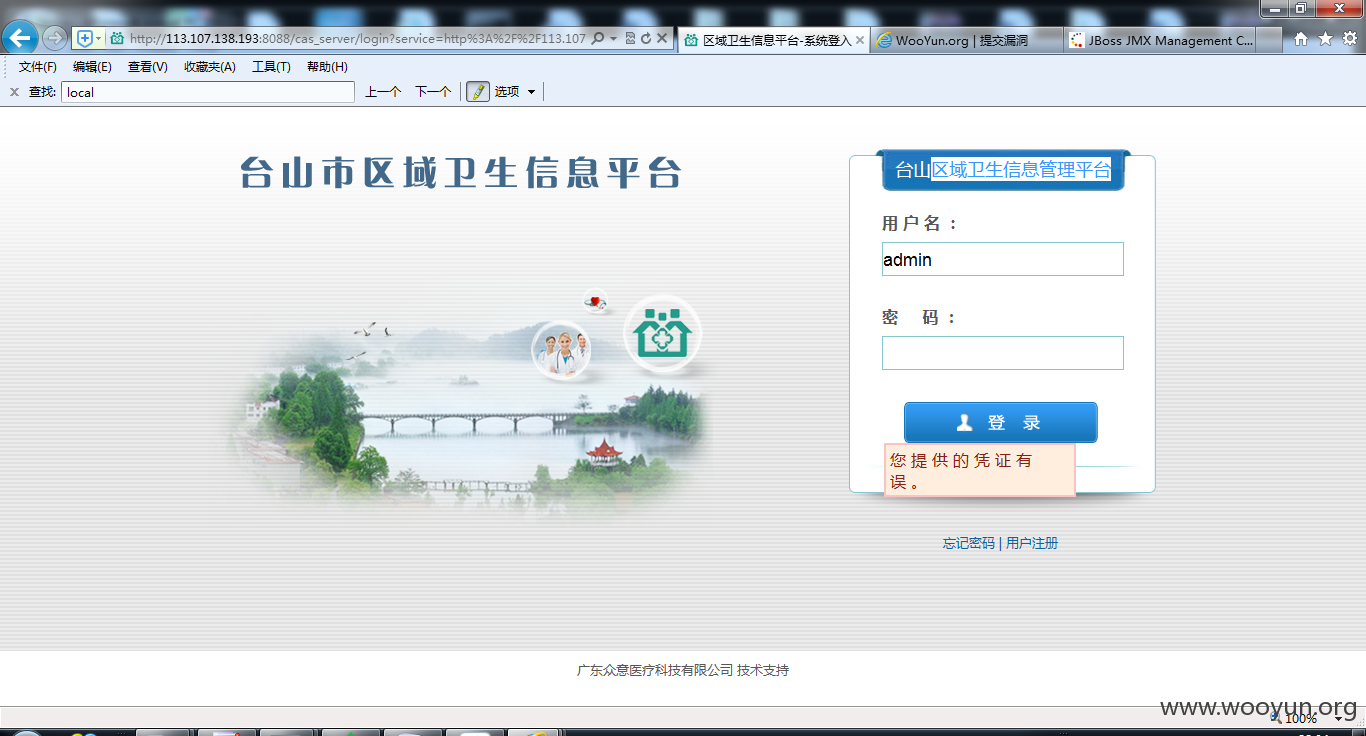 http://113.107.138.193:8088/cas_server/login?service=http%3A%2F%2F113.107
区域卫生信息平台-系统登入
WooYun.org | 提交漏洞
JBoss JMX Management C...
文件(F) 编辑(E) 查看(V) 收藏夹(A) 工具(T) 帮助(H)
查找: local 上一个 下一个 选项
台山市区域卫生信息平台
台山区域卫生信息管理平台
用户名：
admin
密 码：
登 录
您提供的凭证有
误。
忘记密码 | 用户注册
广东众意医疗科技有限公司 技术支持
www.wooyun.org
100%